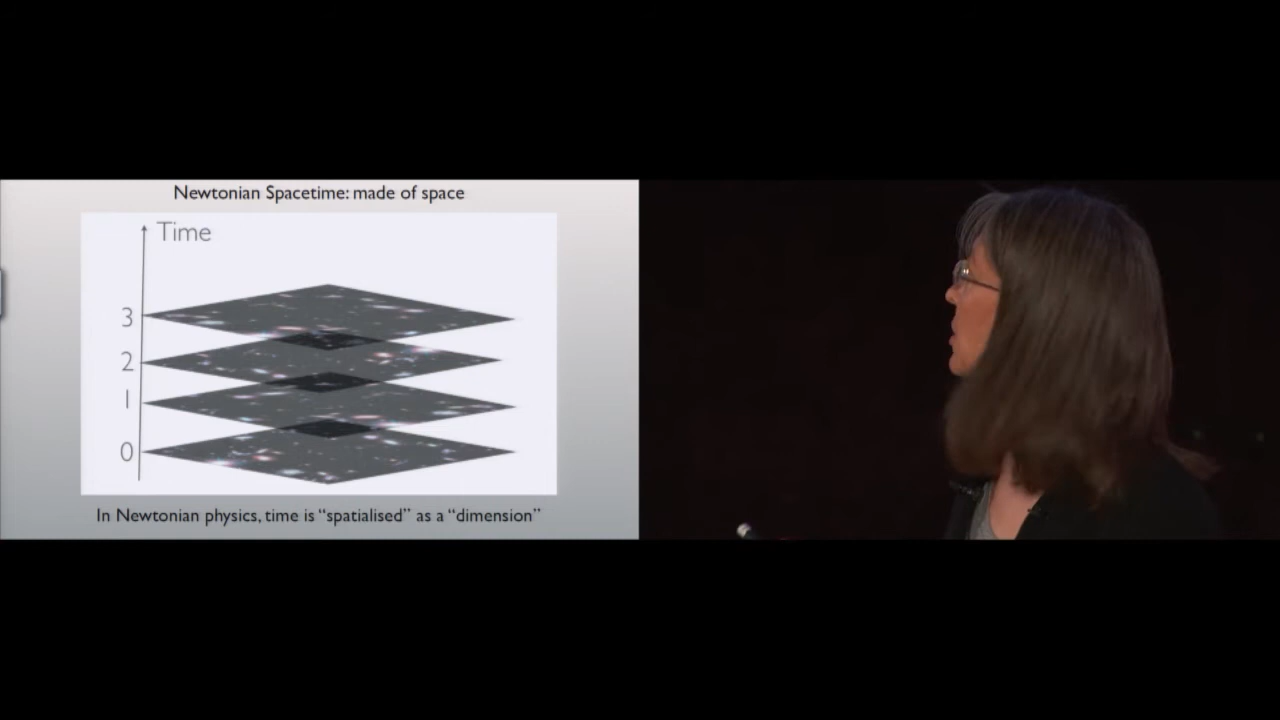 Newtonian Spacetime: made of space
Time
3
2
1
0
In Newtonian physics, time is “spatialised” as a “dimension”